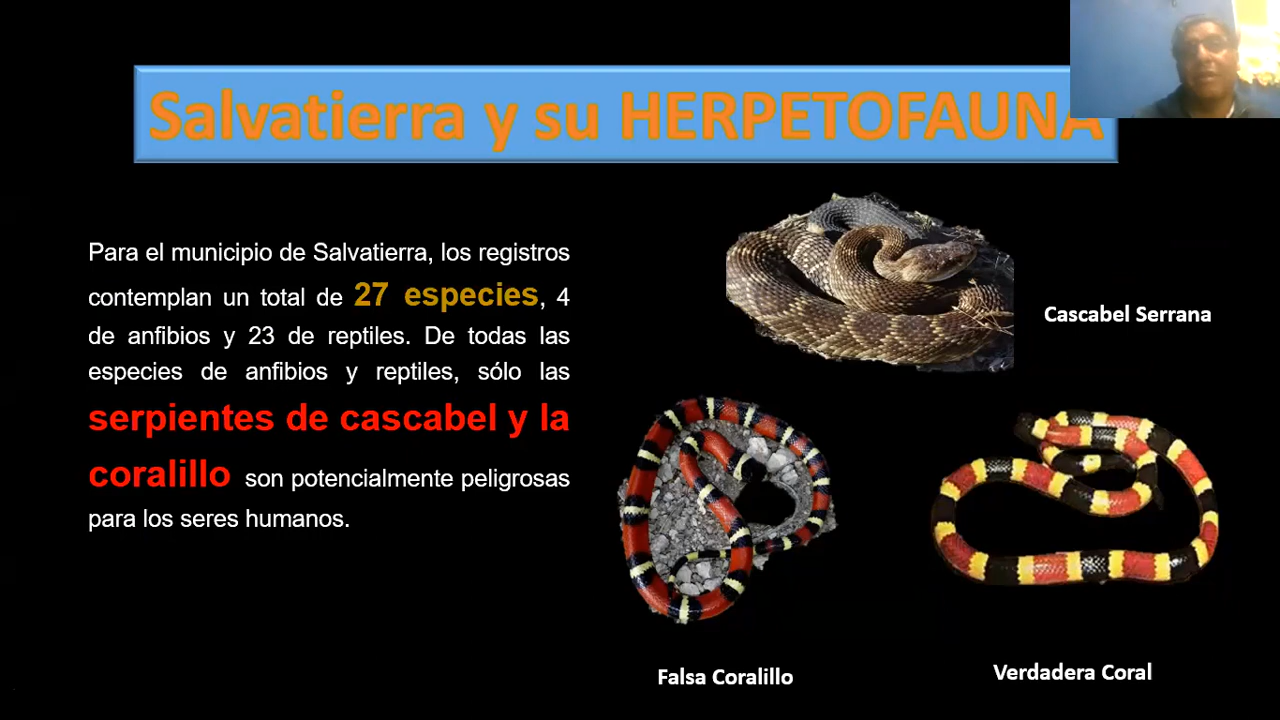 Salvatierra y su HERPETOFAUNA
Para el municipio de Salvatierra, los registros
contemplan un total de 27 especies, 4
de anfibios y 23 de reptiles. De todas las
especies de anfibios y reptiles, sólo las
serpientes de cascabel y la
coralillo son potencialmente peligrosas
para los seres humanos.
Cascabel Serrana
Falsa Coralillo
Verdadera Coral